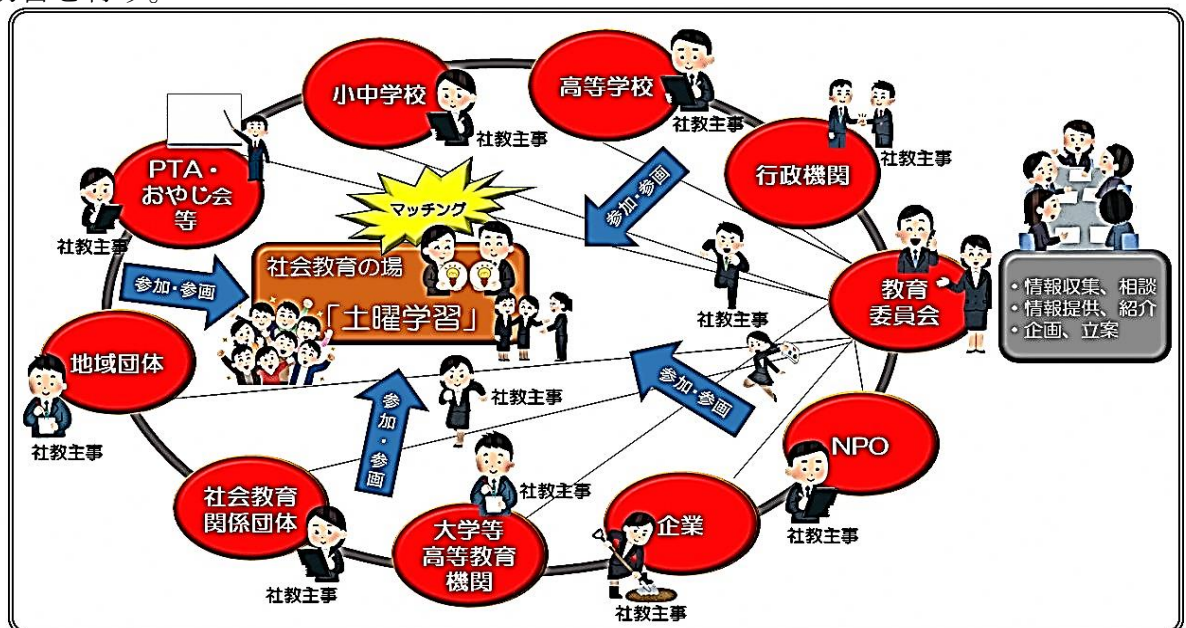 小中学校
社教主事
高等学校
社教主事
行政機関
社教主事
PTA・
おやじ会
等
社教主事
マッチング
参加・参画
社会教育の場
「土曜学習」
参加・参画
社教主事
教育
委員会
・情報収集、相談
・情報提供、紹介
・企画、立案
地域団体
社教主事
社教主事
参加・参画
参加・参画
NPO
社教主事
社会教育
関係団体
社教主事
大学等
高等教育
機関
社教主事
企業
社教主事